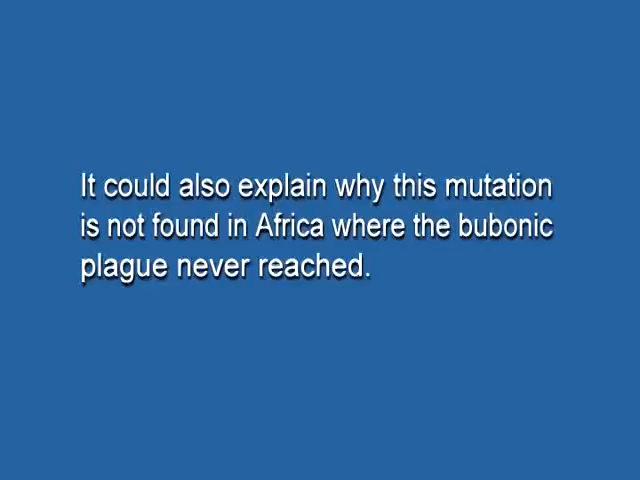 It could also explain why this mutation
is not found in Africa where the bubonic
plague never reached.